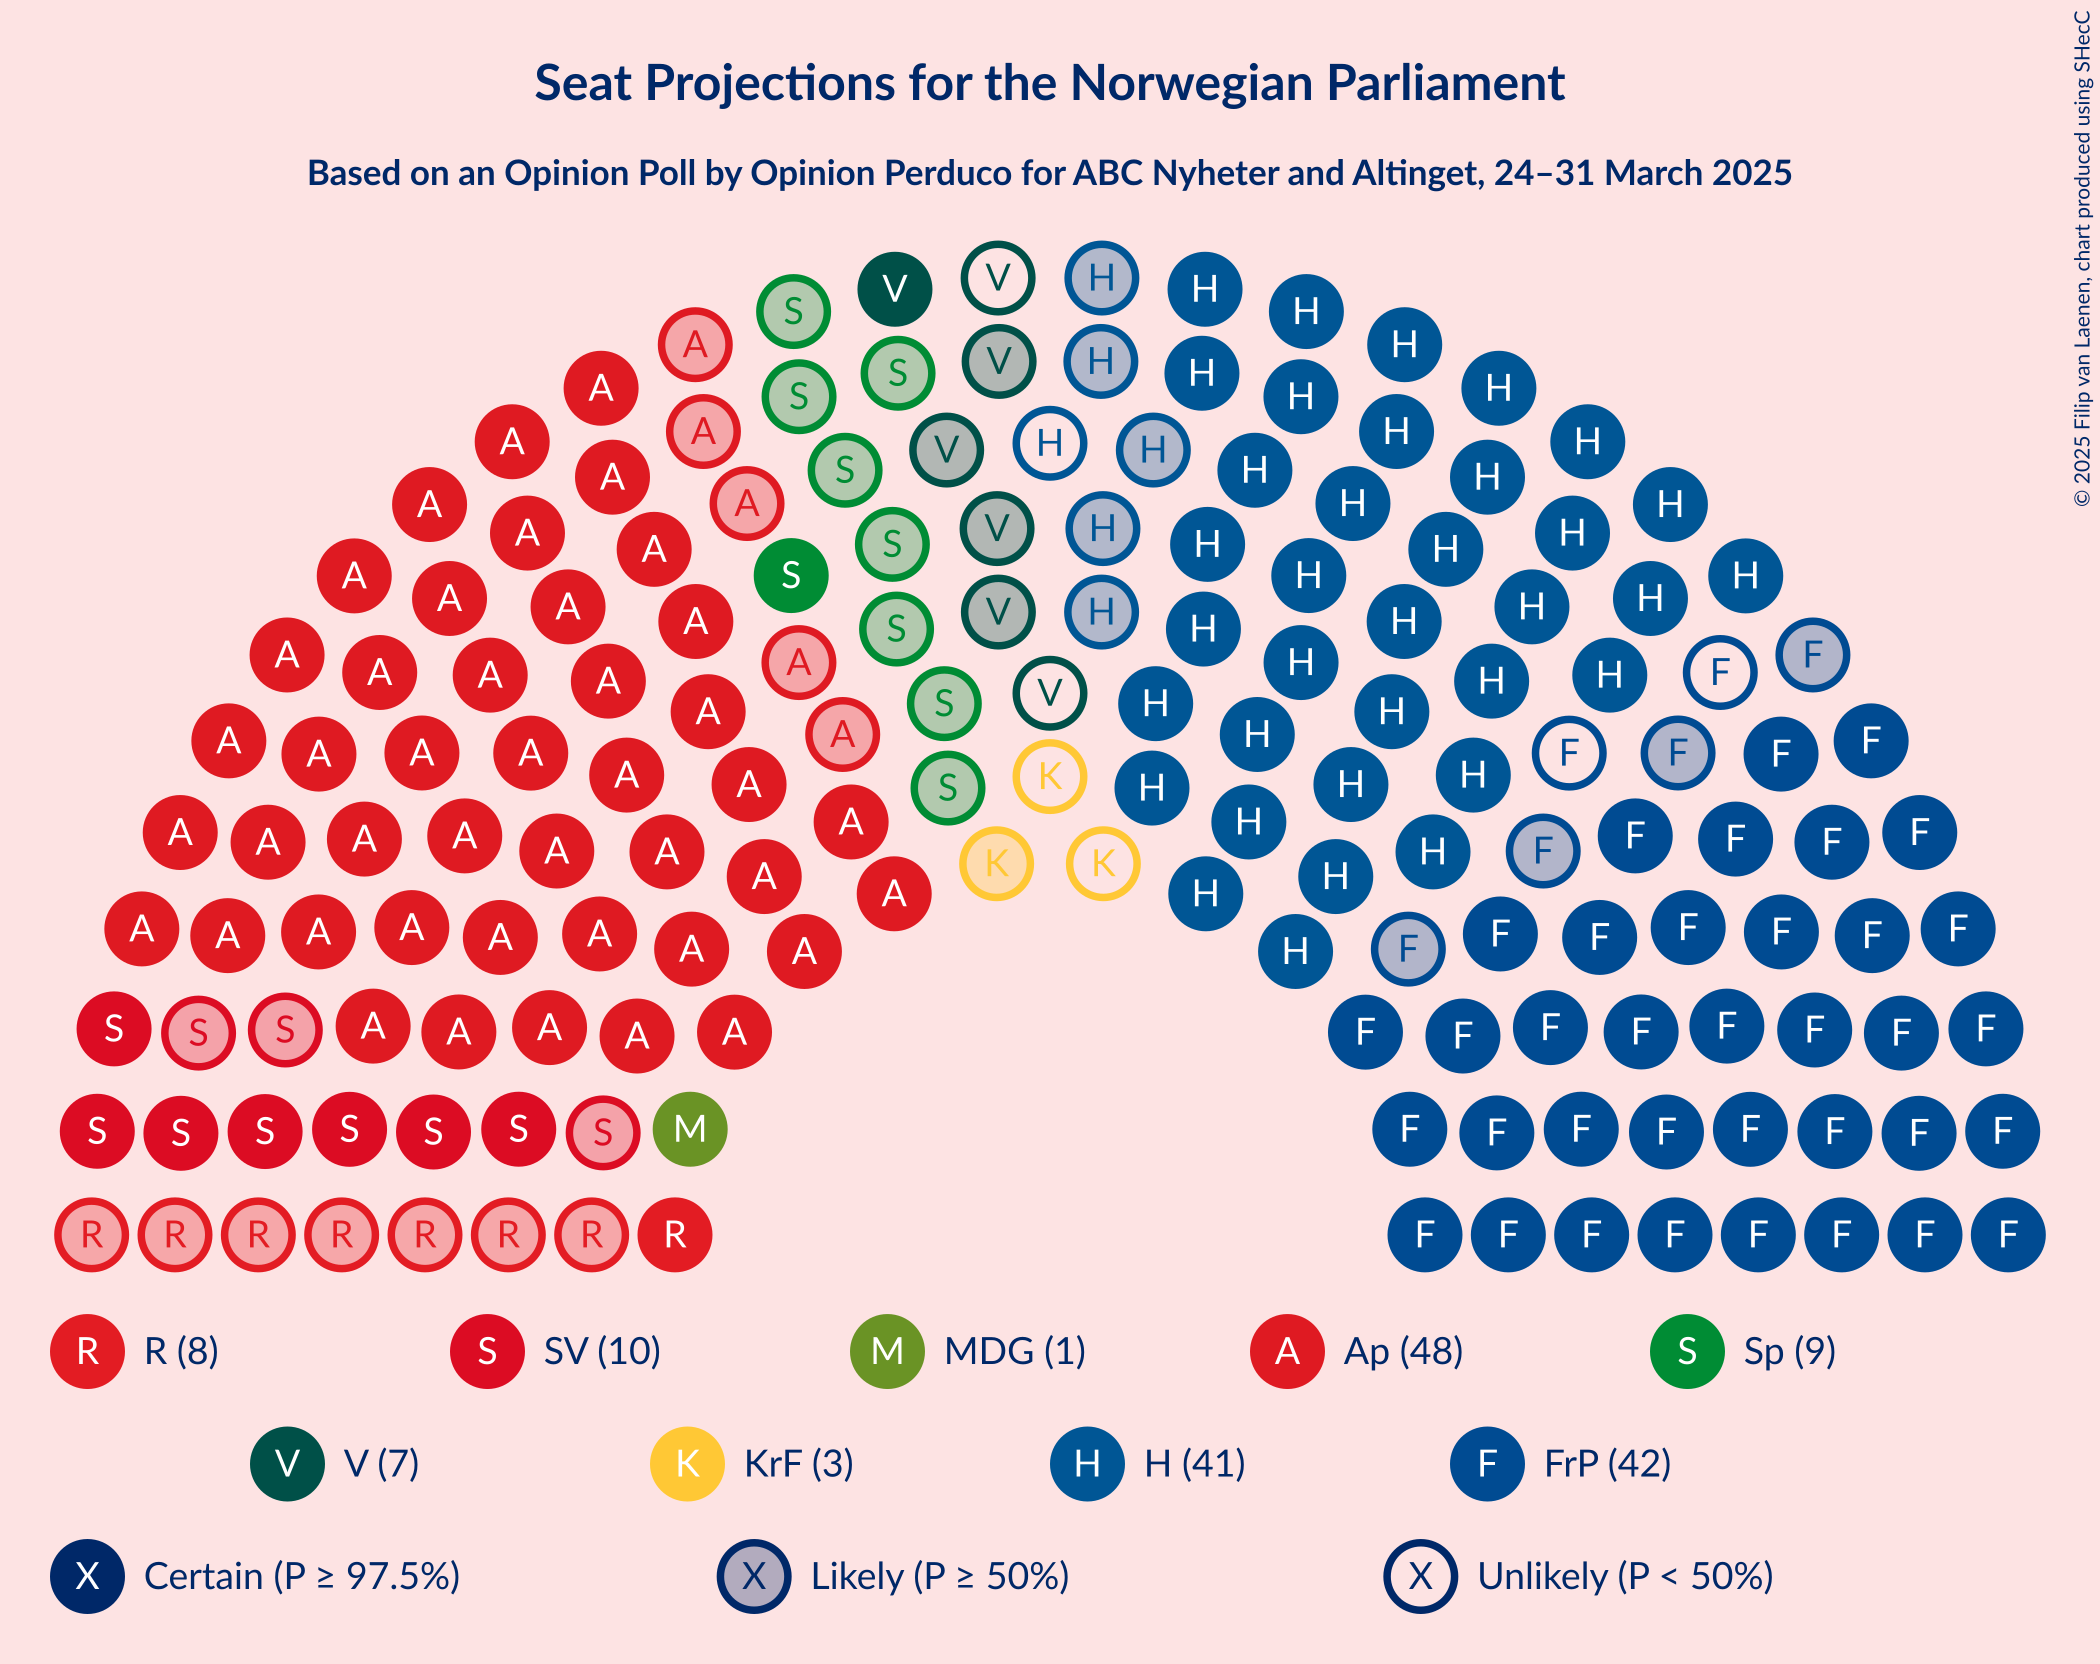 Seat Projections for the Norwegian Parliament
Based on an Opinion Poll by Opinion Perduco for ABC Nyheter and Altinget, 24–31 March 2025
© 2025 Filip van Laenen, chart produced using SHecC
V H
V H H
S H H
A V H H
A S H H
S S H H
A A H H
A H
V H V H H
A S H H
A A H H
A S V H H H
A S H H
A S H H
A A H H
A A V H H H
A S H H
A A H H
A A A H H F
A A A H H F
A S V H H H
A A H H
A A A A A H H F F F F
A A S K H H H
A A H H
A A A A A A H H F F F F F
K K
A A H H
A A A A A A A A H F F F F F F F
S S S A A A A A F F F F F F F F
S S S S S S S M F F F F F F F F
R R R R R R R R F F F F F F F F
R R (8) S SV (10) M MDG (1) A Ap (48) S Sp (9)
V V (7) K KrF (3) H H (41) F FrP (42)
X Certain (P ≥ 97.5%) X Likely (P ≥ 50%) X Unlikely (P < 50%)